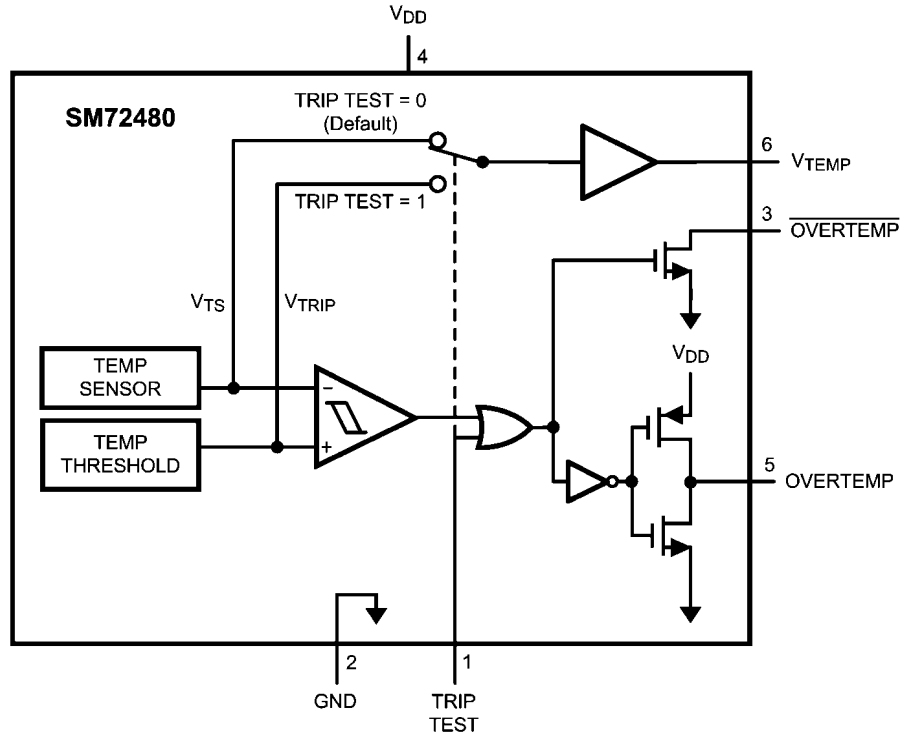 VDD
4
SM72480
TRIP TEST = 0
(Default)
6
VTEMP
TRIP TEST = 1
3
OVERTEMP
VTS
VTRIP
VDD
TEMP
SENSOR
−
TEMP
THRESHOLD
+
5
OVERTEMP
2
1
GND
TRIP
TEST